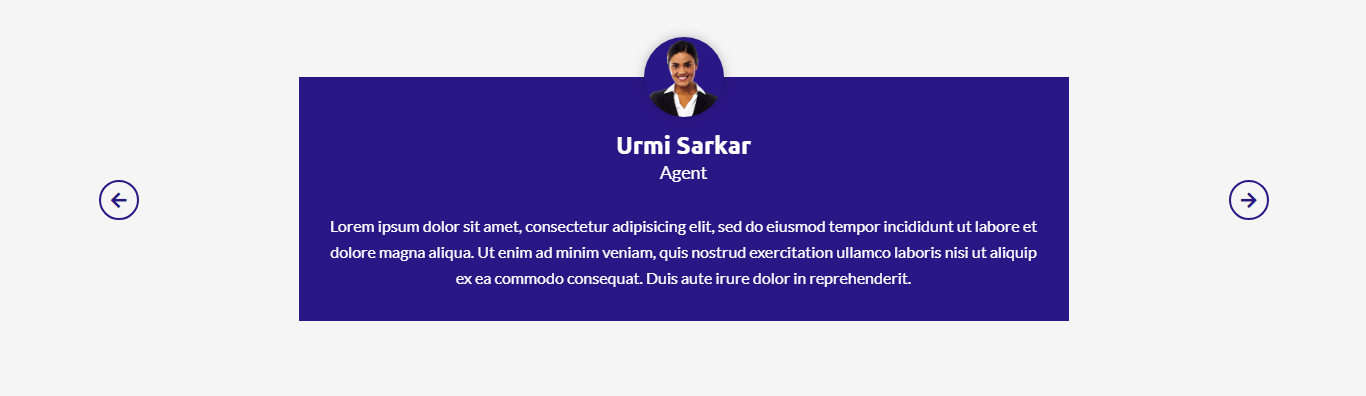 Urmi Sarkar
Agent
Lorem ipsum dolor sit amet, consectetur adipisicing elit, sed do eiusmod tempor incididunt ut labore et
dolore magna aliqua. Ut enim ad minim veniam, quis nostrud exercitation ullamco laboris nisi ut aliquip
ex ea commodo consequat. Duis aute irure dolor in reprehenderit.